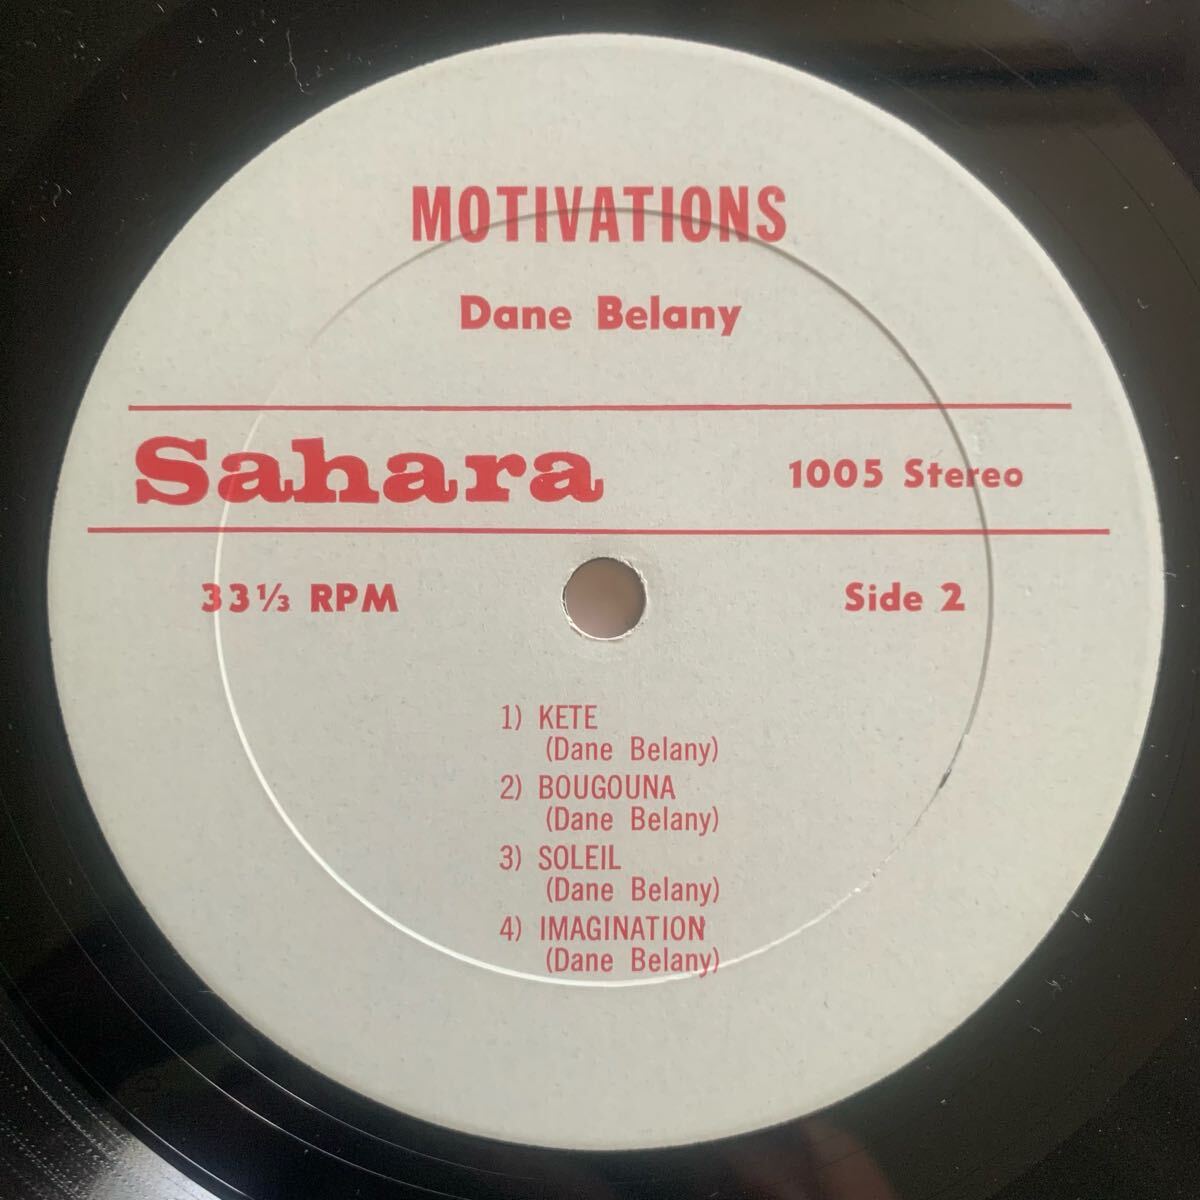 MOTIVATIONS
Dane Belany
Sahara 1005 Stereo
33⅓ RPM Side 2
1) KETE
(Dane Belany)
2) BOUGOUNA
(Dane Belany)
3) SOLEIL
(Dane Belany)
4) IMAGINATION
(Dane Belany)